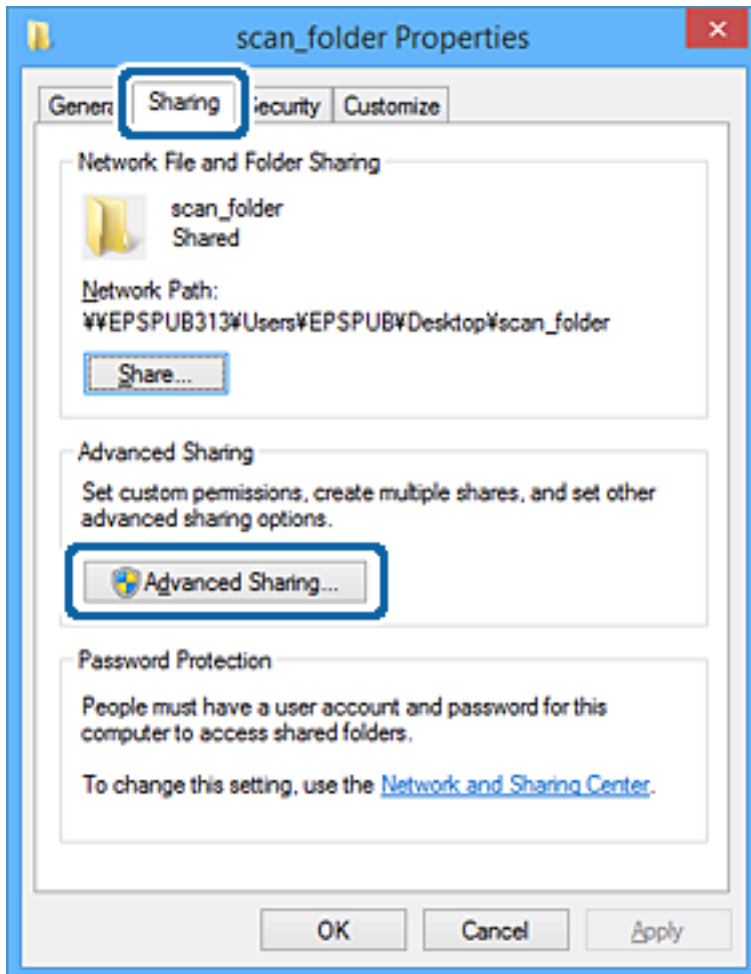 scan_folder Properties
General Sharing Security Customize
Network File and Folder Sharing
scan_folder
Shared
Network Path:
¥¥EPSPUB313¥Users¥EPSPUB¥Desktop¥scan_folder
Share...
Advanced Sharing
Set custom permissions, create multiple shares, and set other
advanced sharing options.
Advanced Sharing...
Password Protection
People must have a user account and password for this
computer to access shared folders.
To change this setting, use the Network and Sharing Center.
OK Cancel Apply